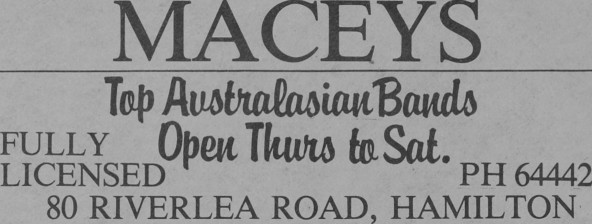 MACEYS
Top Australasian Bands
Open Thurs to Sat.
FULLY
LICENSED
PH 64442
80 RIVERLEA ROAD, HAMILTON